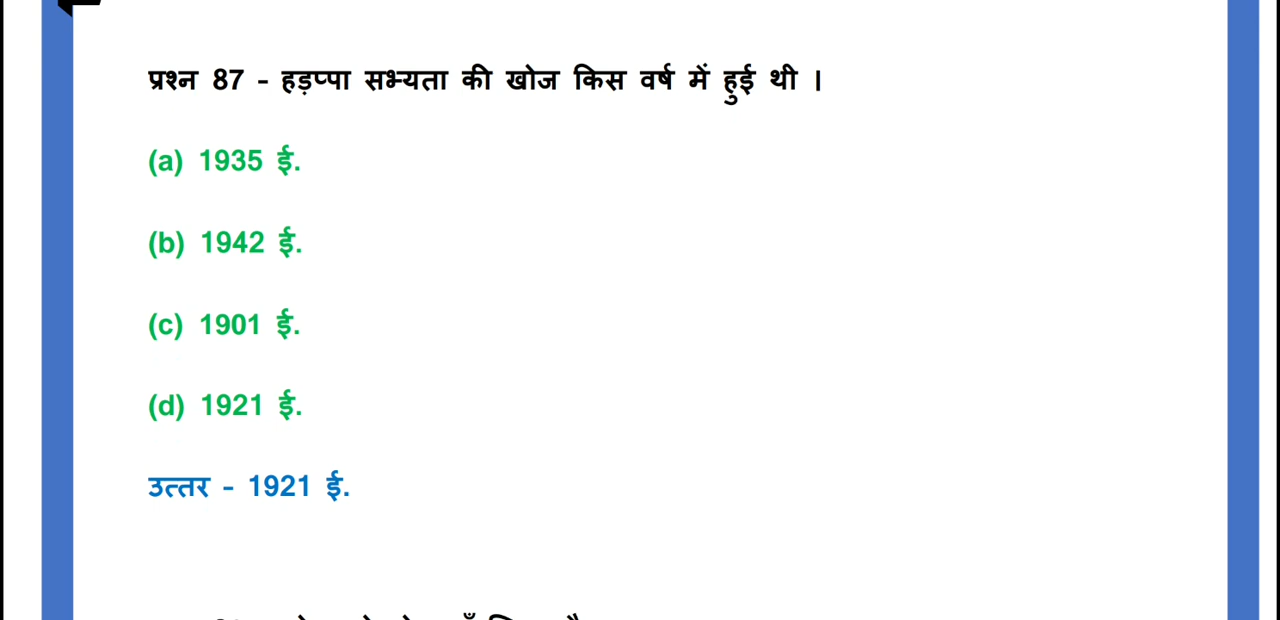 प्रश्न 87 - हड़प्पा सभ्यता की खोज किस वर्ष में हुई थी ।
(a) 1935 ई.
(b) 1942 ई.
(c) 1901 ई.
(d) 1921 ई.
उत्तर - 1921 ई.